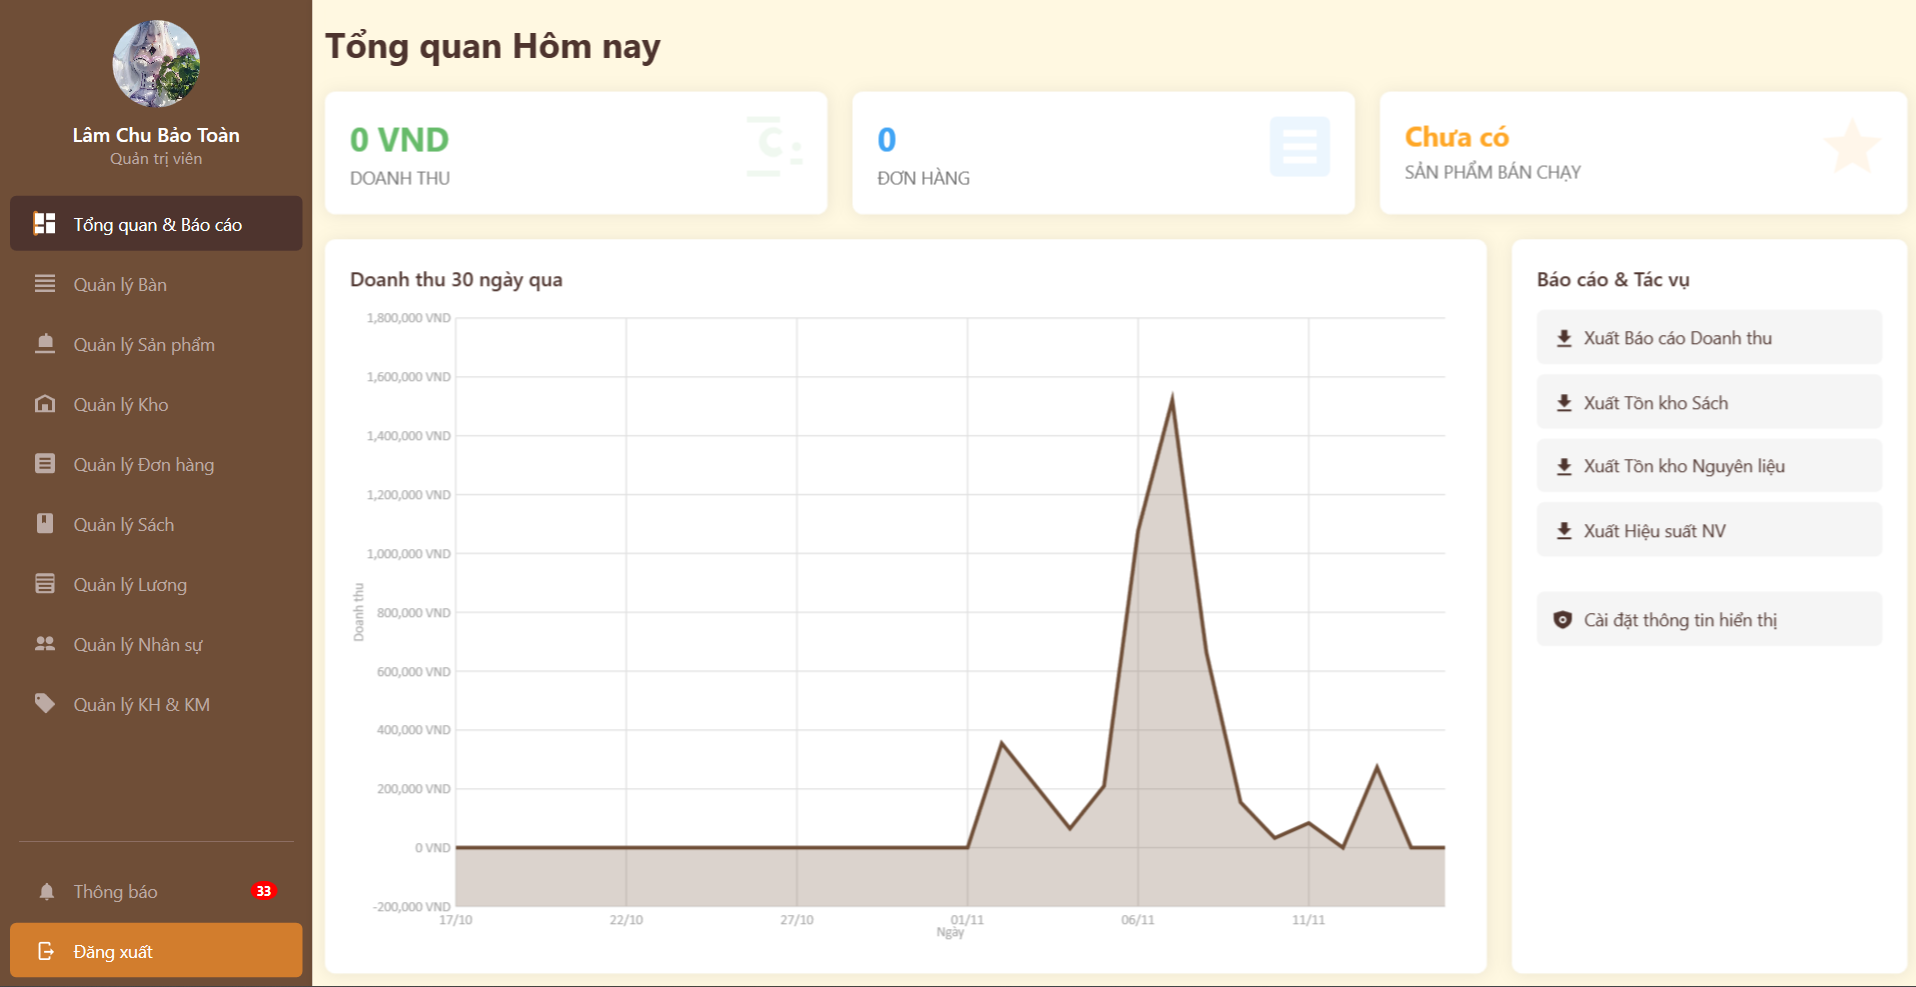 Lâm Chu Bảo Toàn
Quản trị viên
Tổng quan & Báo cáo
Quản lý Bàn
Quản lý Sản phẩm
Quản lý Kho
Quản lý Đơn hàng
Quản lý Sách
Quản lý Lương
Quản lý Nhân sự
Quản lý KH & KM
Thông báo
33
Đăng xuất
Tổng quan Hôm nay
0 VND
DOANH THU
0
ĐƠN HÀNG
Chưa có
SẢN PHẨM BÁN CHẠY
Doanh thu 30 ngày qua
1,800,000 VND
1,600,000 VND
1,400,000 VND
1,200,000 VND
1,000,000 VND
800,000 VND
600,000 VND
400,000 VND
200,000 VND
0 VND
-200,000 VND
Doanh thu
17/10
22/10
27/10
01/11
06/11
11/11
Ngày
Báo cáo & Tác vụ
Xuất Báo cáo Doanh thu
Xuất Tồn kho Sách
Xuất Tồn kho Nguyên liệu
Xuất Hiệu suất NV
Cài đặt thông tin hiển thị